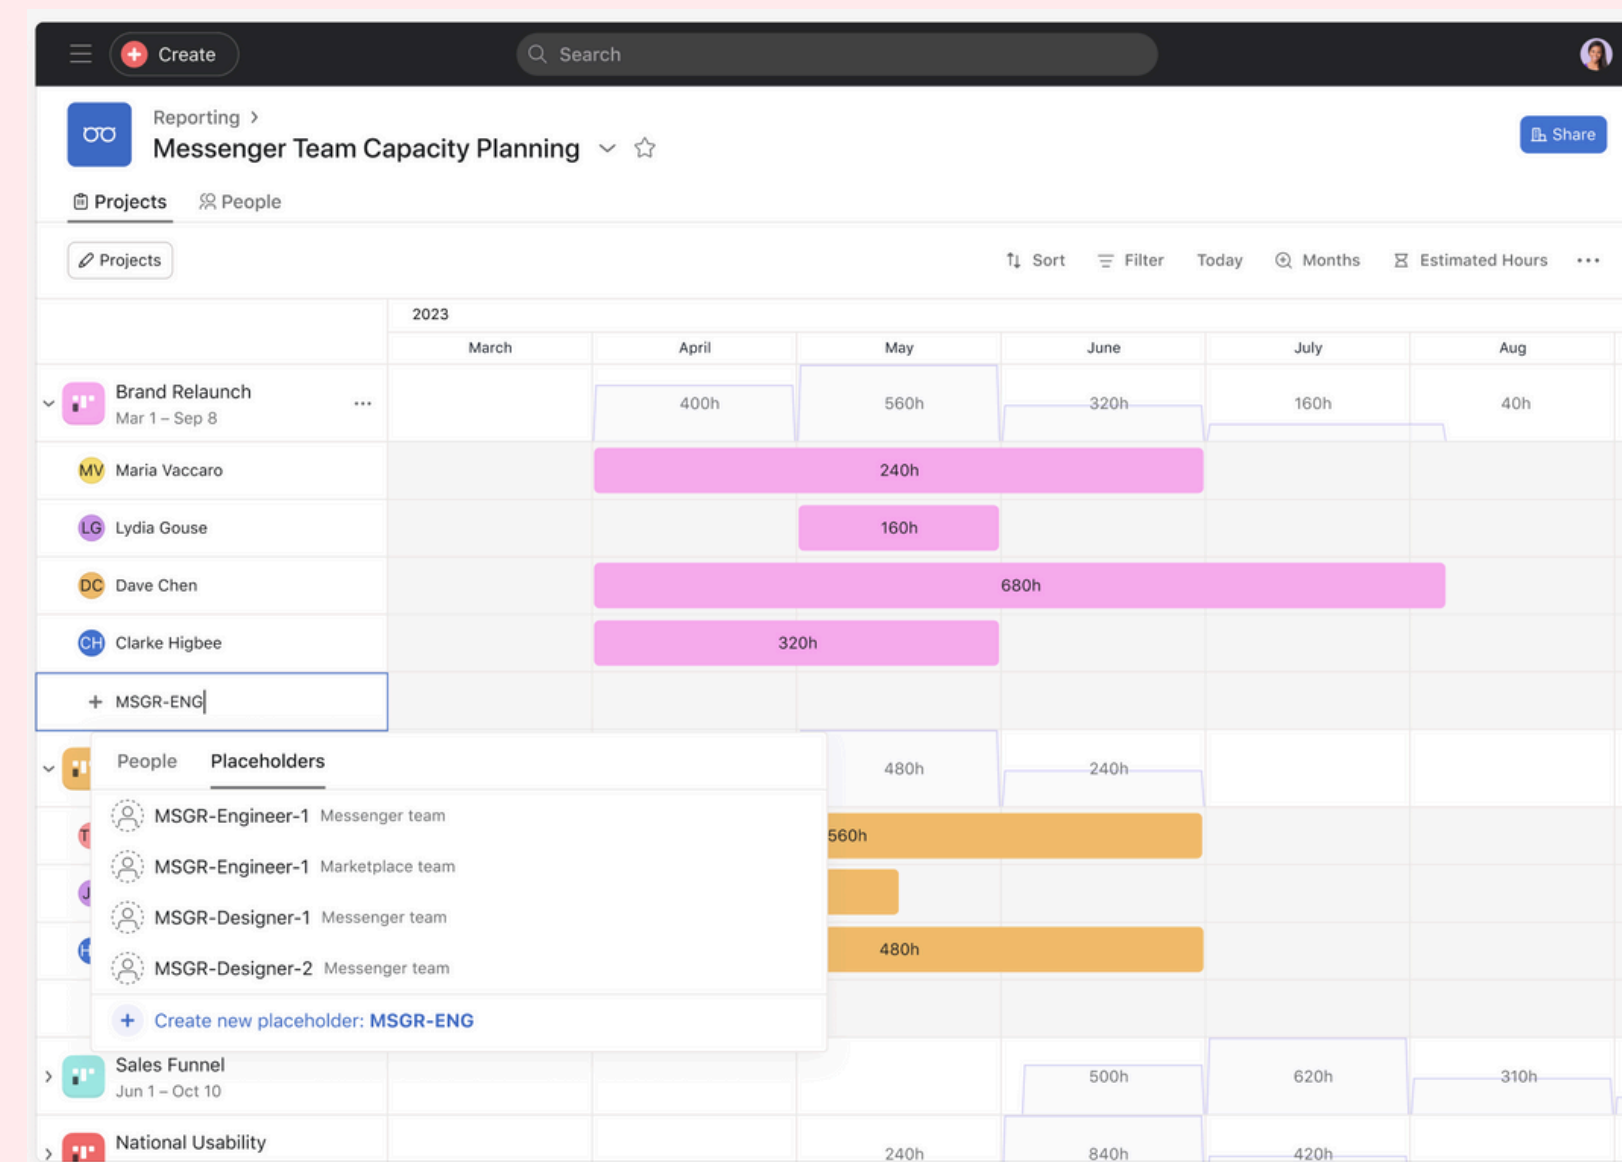 Create
Search
Reporting
Messenger Team Capacity Planning
Share
Projects People
Projects
Sort Filter Today Months Estimated Hours
2023
March April May June July Aug
Brand Relaunch
Mar 1 – Sep 8
400h 560h 320h 160h 40h
MV Maria Vaccaro 240h
LG Lydia Gouse 160h
DC Dave Chen 680h
CH Clarke Higbee 320h
MSGR-ENG
People Placeholders
480h 240h
MSGR-Engineer-1 Messenger team
560h
MSGR-Engineer-1 Marketplace team
MSGR-Designer-1 Messenger team
480h
MSGR-Designer-2 Messenger team
Create new placeholder: MSGR-ENG
Sales Funnel
Jun 1 – Oct 10
500h 620h 310h
National Usability
240h 840h 420h